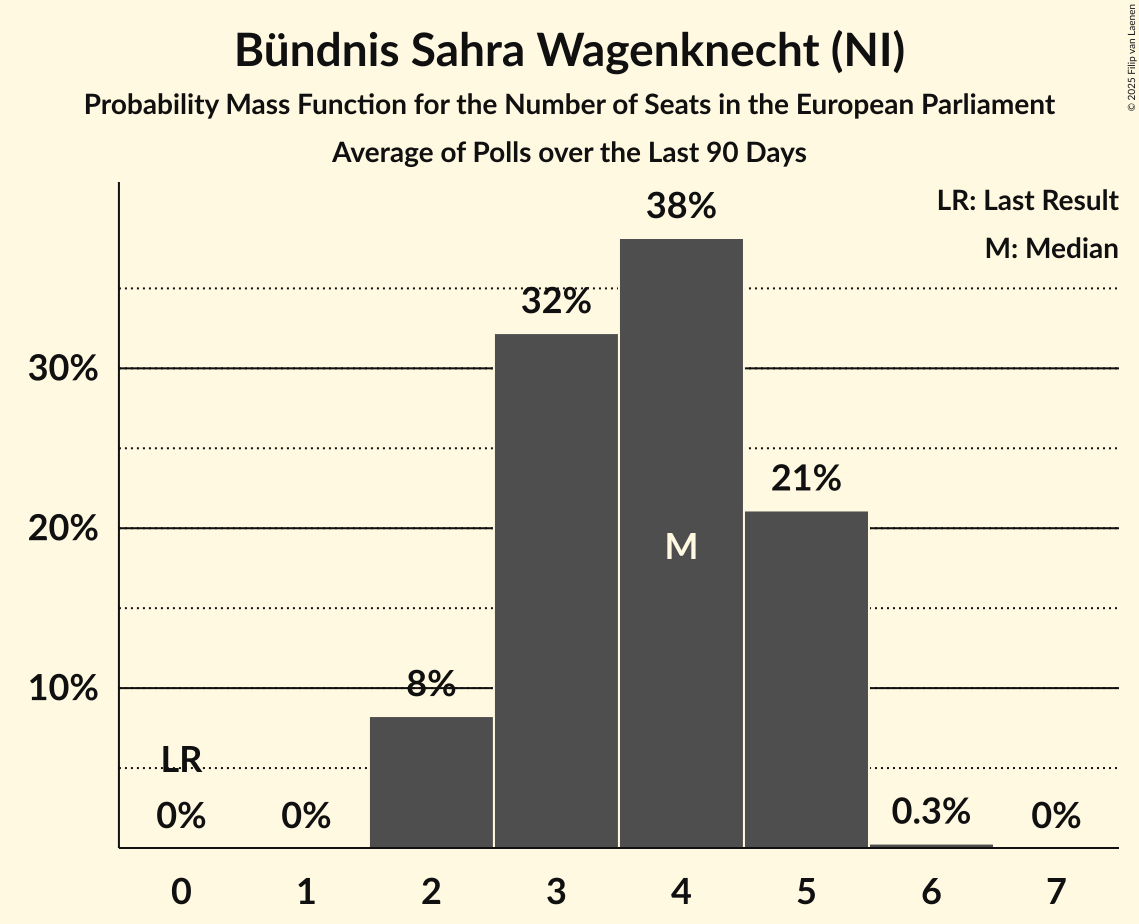 Bündnis Sahra Wagenknecht (NI)
Probability Mass Function for the Number of Seats in the European Parliament
Average of Polls over the Last 90 Days
© 2025 Filip van Laenen
LR: Last Result
M: Median
38%
32%
30%
21%
20%
M
10%
8%
LR
0%
0%
0.3%
0%
0 1 2 3 4 5 6 7